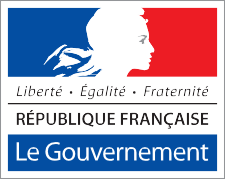 Liberté • Égalité • Fraternité
RÉPUBLIQUE FRANÇAISE
Le Gouvernement